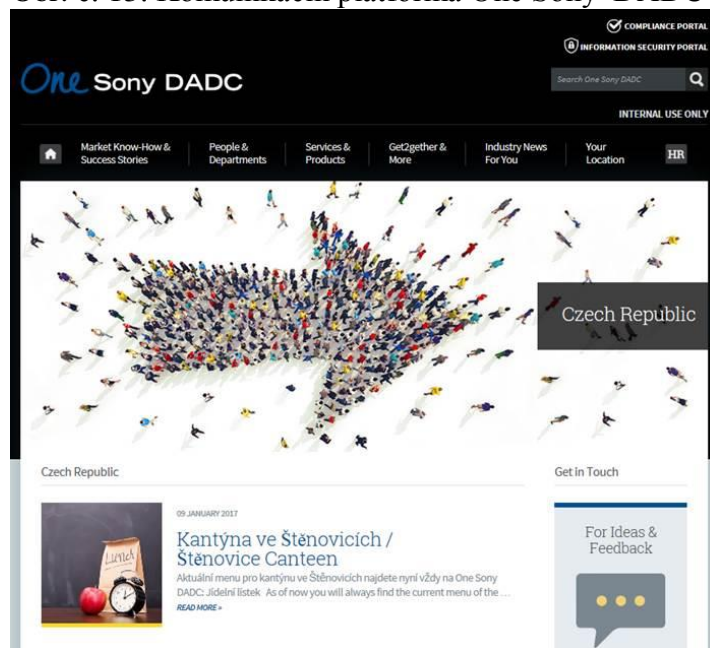 COMPLIANCE PORTAL
INFORMATION SECURITY PORTAL
One Sony DADC
Search One Sony DADC
INTERNAL USE ONLY
Market Know-How &
Success Stories
People &
Departments
Services &
Products
Get2gether &
More
Industry News
For You
Your
Location
HR
Czech Republic
Czech Republic
Get in Touch
Lunch
09 JANUARY 2017
Kantýna ve Štěnovicích /
Štěnovice Canteen
Aktuální menu pro kantýnu ve Štěnovicích najdete nyní vždy na One Sony
DADC: Jídelní lístek As of now you will always find the current menu of the ...
READ MORE »
For Ideas &
Feedback